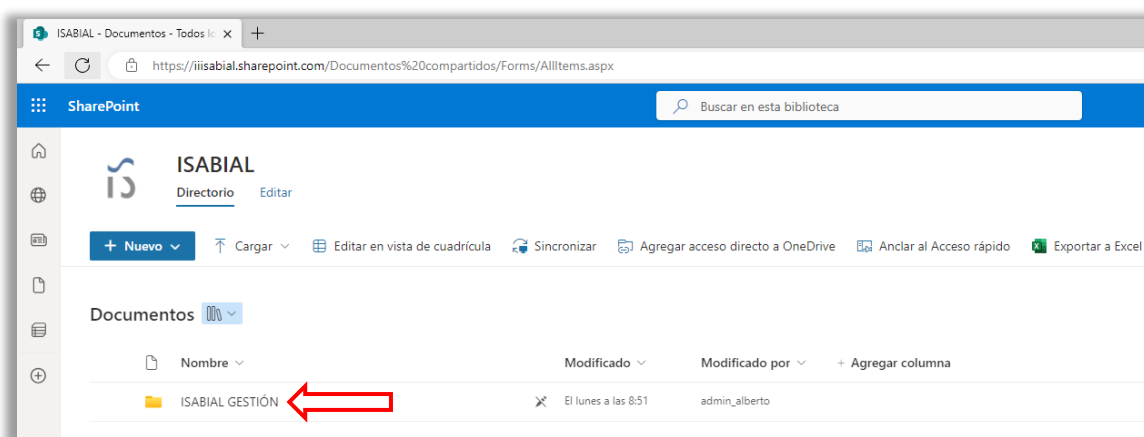 ISABIAL - Documentos - Todos lo
https://iiisabial.sharepoint.com/Documentos%20compartidos/Forms/AllItems.aspx
SharePoint
Buscar en esta biblioteca
ISABIAL
Directorio Editar
+ Nuevo Cargar Editar en vista de cuadrícula Sincronizar Agregar acceso directo a OneDrive Anclar al Acceso rápido Exportar a Excel
Documentos
Nombre Modificado Modificado por + Agregar columna
ISABIAL GESTIÓN El lunes a las 8:51 admin_alberto